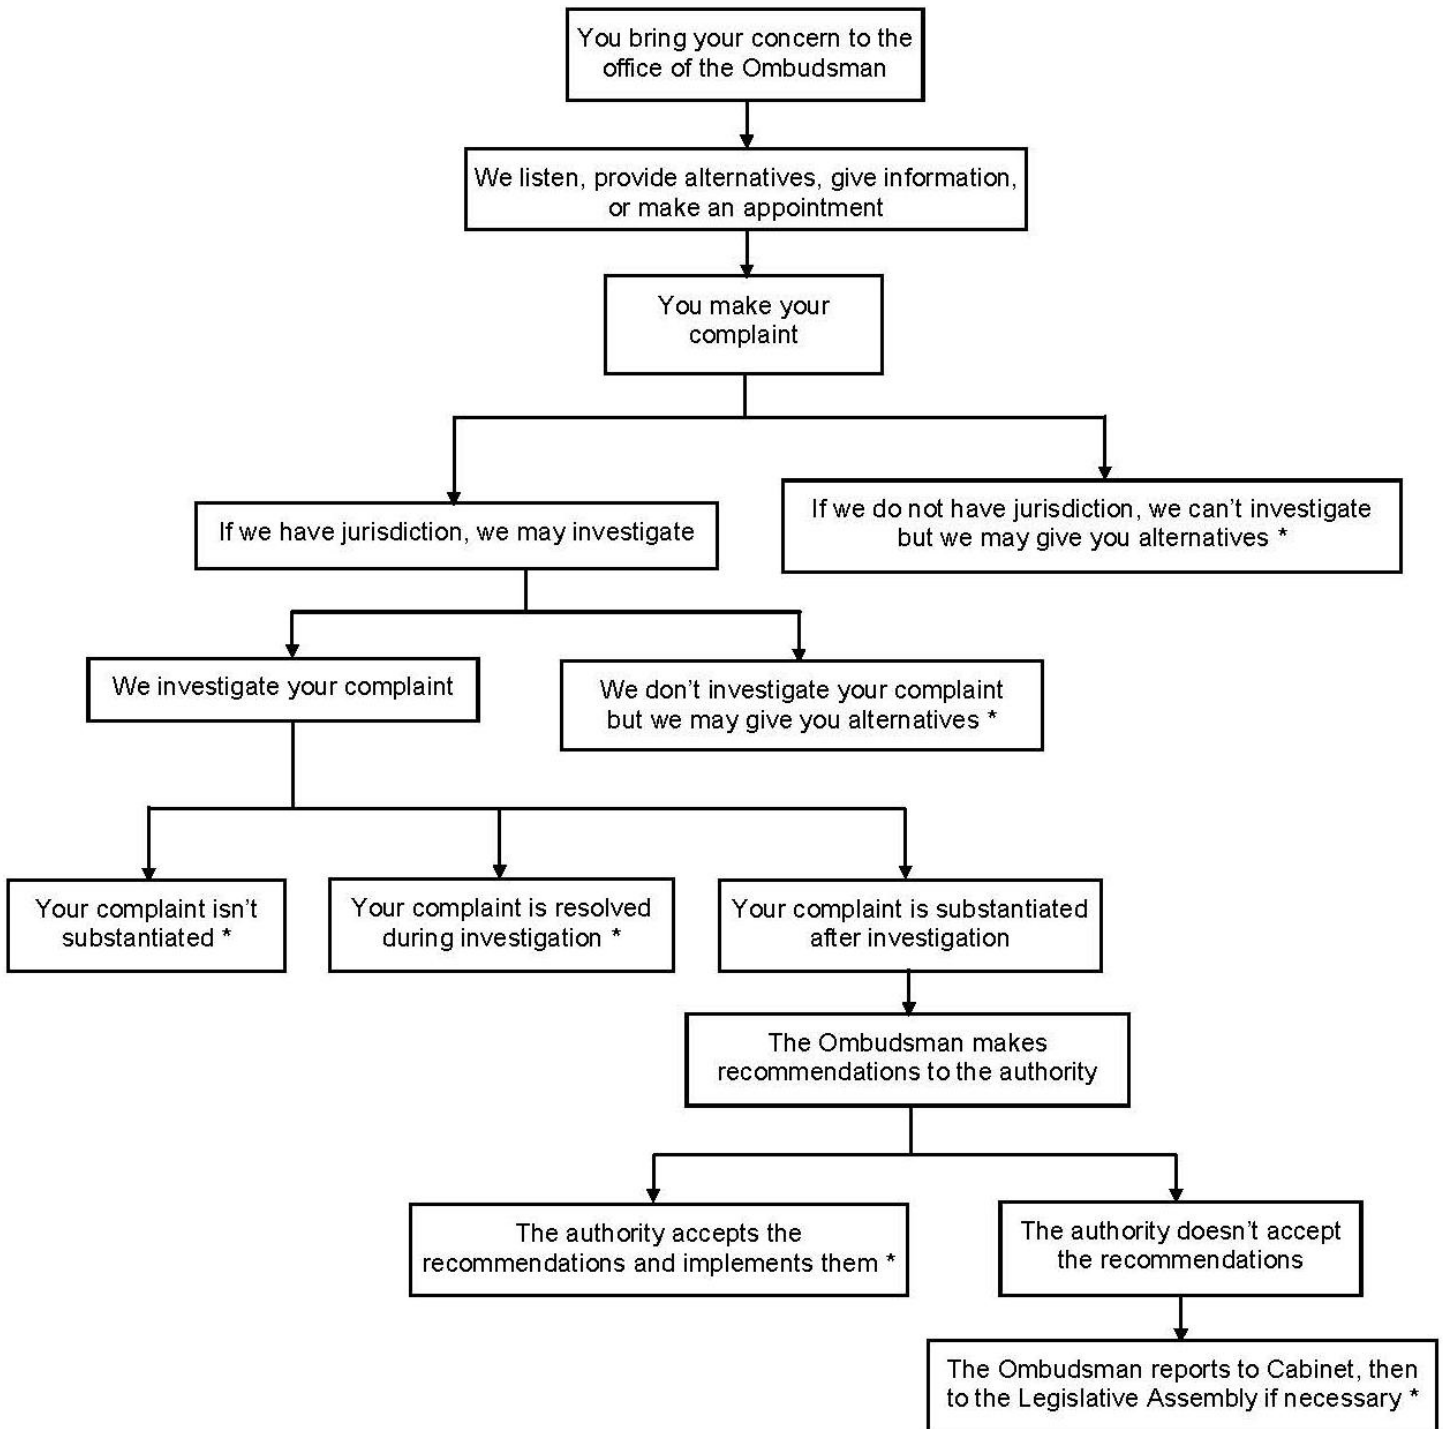 You bring your concern to the
office of the Ombudsman
We listen, provide alternatives, give information,
or make an appointment
You make your
complaint
If we have jurisdiction, we may investigate
If we do not have jurisdiction, we can't investigate
but we may give you alternatives *
We investigate your complaint
We don't investigate your complaint
but we may give you alternatives *
Your complaint isn't
substantiated *
Your complaint is resolved
during investigation *
Your complaint is substantiated
after investigation
The Ombudsman makes
recommendations to the authority
The authority accepts the
recommendations and implements them *
The authority doesn't accept
the recommendations
The Ombudsman reports to Cabinet, then
to the Legislative Assembly if necessary *